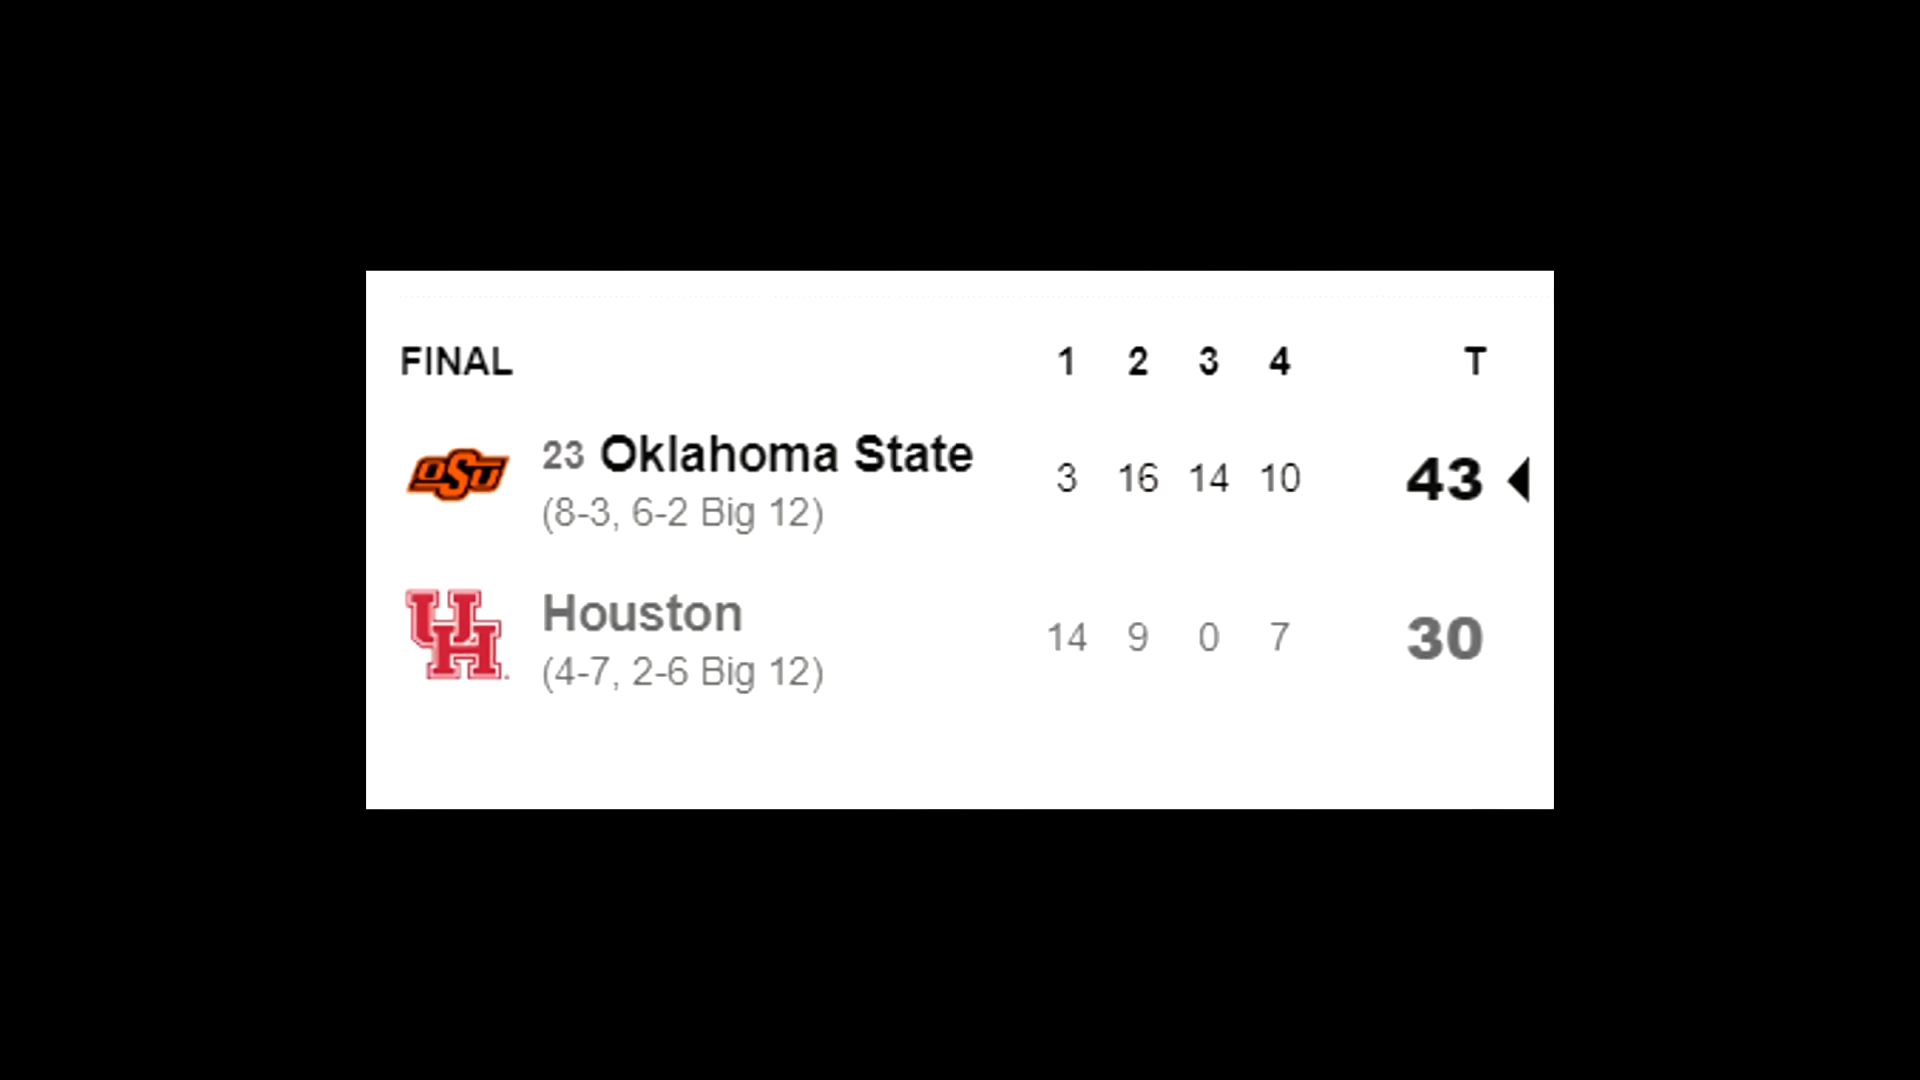 FINAL 1 2 3 4 T
OSU 23 Oklahoma State 3 16 14 10 43
(8-3, 6-2 Big 12)
UH Houston 14 9 0 7 30
(4-7, 2-6 Big 12)